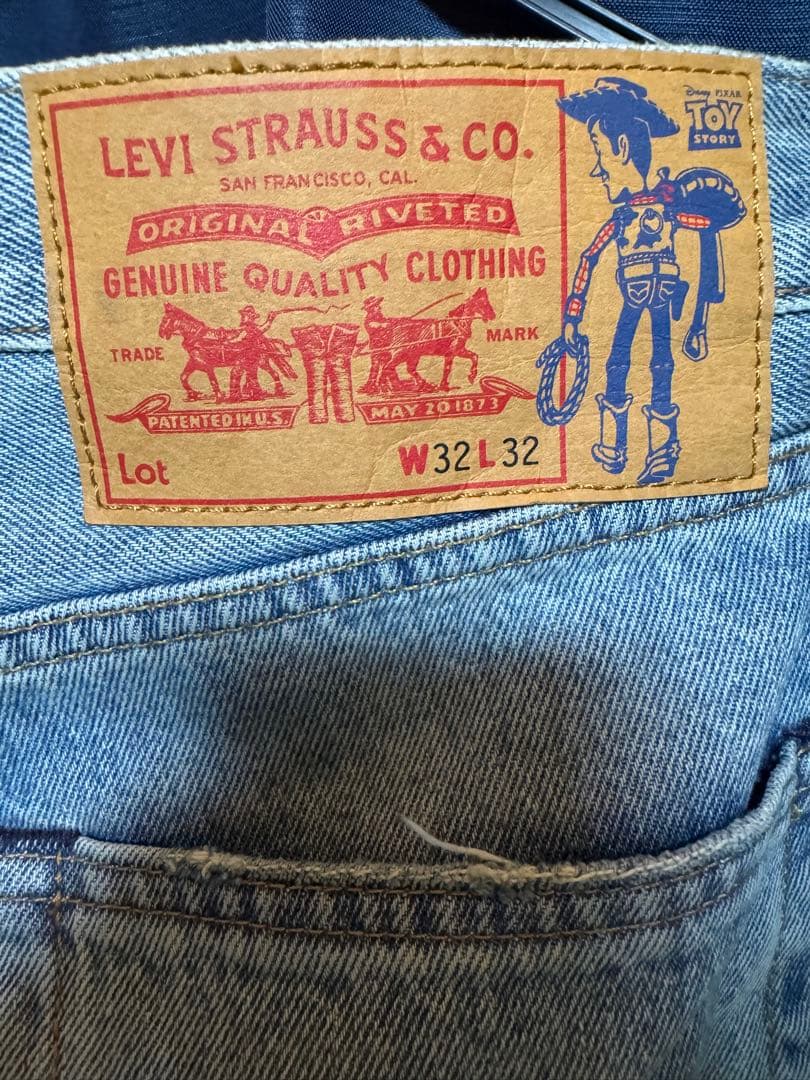 LEVI STRAUSS & CO.
SAN FRANCISCO, CAL.
ORIGINAL RIVETED
GENUINE QUALITY CLOTHING
TRADE MARK
PATENTED IN U.S. MAY 20 1873
Lot W32 L32
Disney PIXAR
TOY
STORY